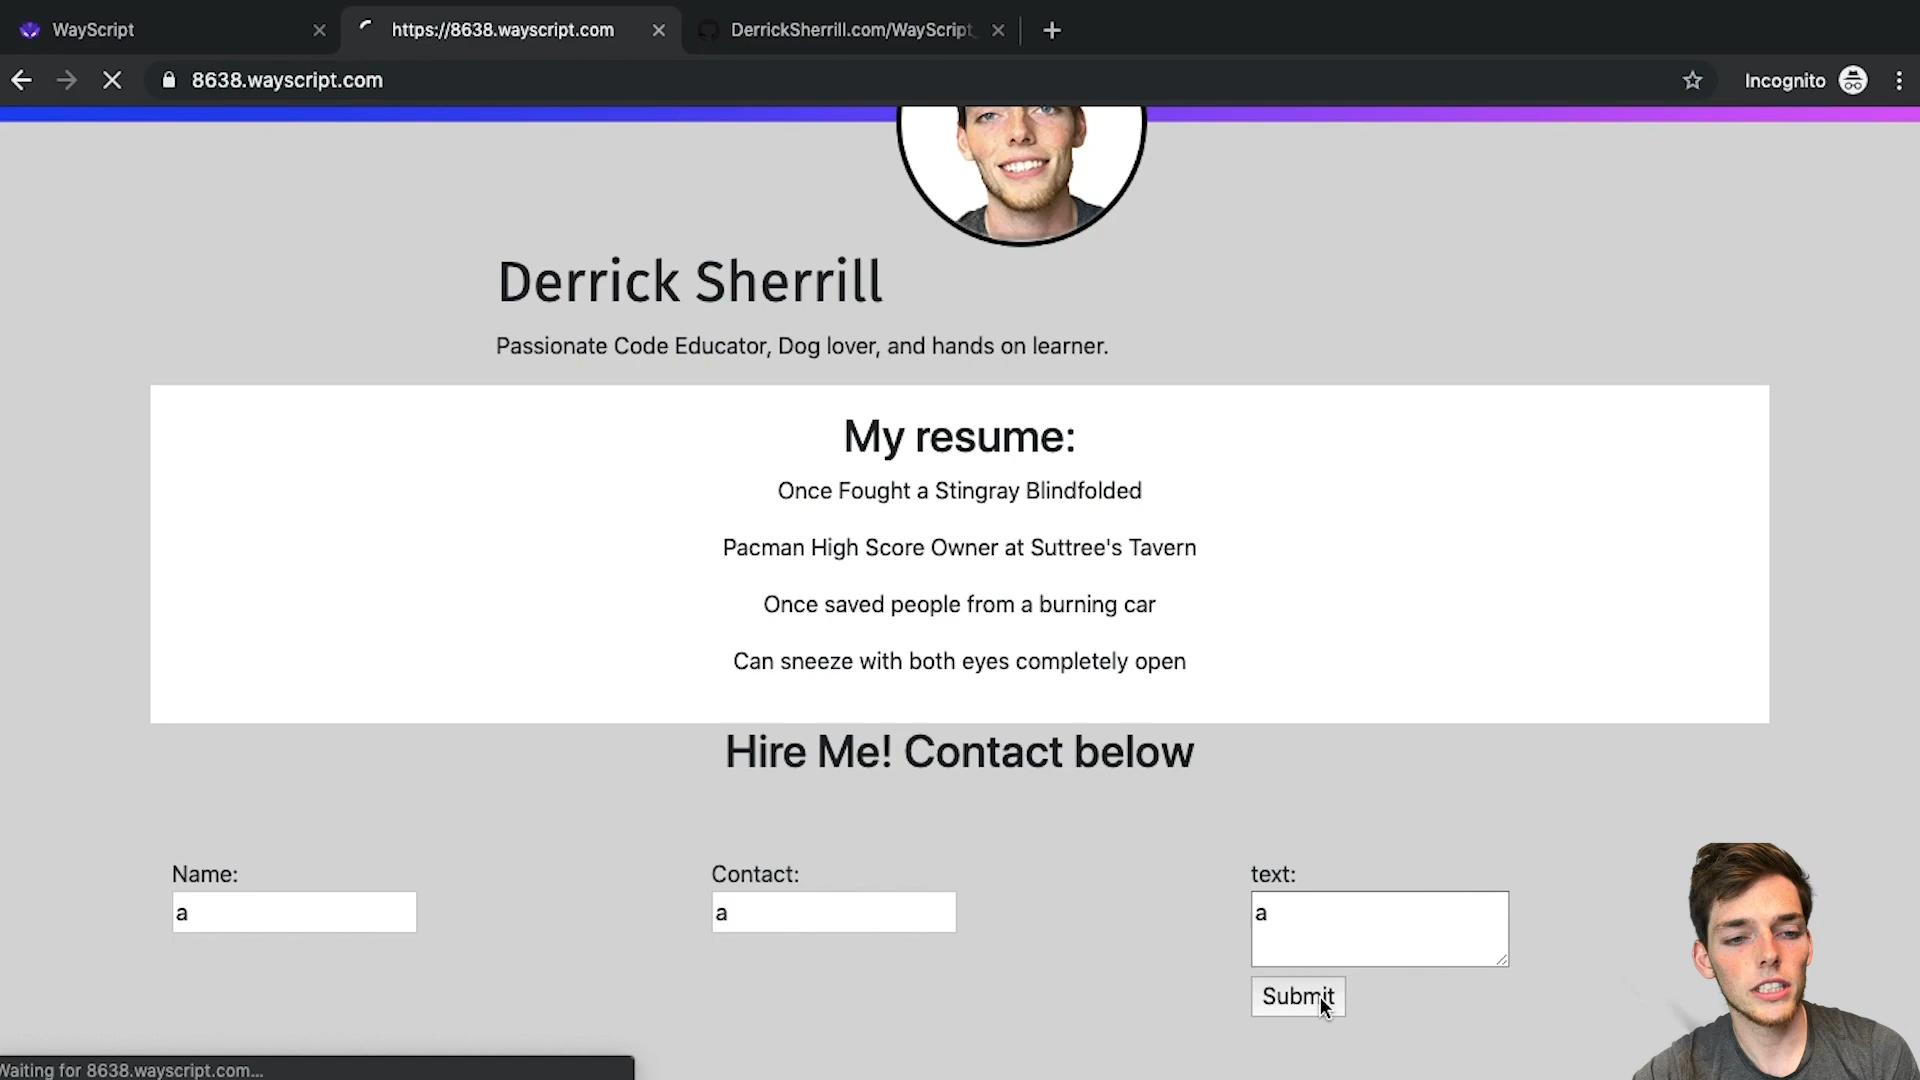 WayScript
https://8638.wayscript.com
DerrickSherrill.com/WayScript_
8638.wayscript.com
Incognito
Derrick Sherrill
Passionate Code Educator, Dog lover, and hands on learner.
My resume:
Once Fought a Stingray Blindfolded
Pacman High Score Owner at Suttree's Tavern
Once saved people from a burning car
Can sneeze with both eyes completely open
Hire Me! Contact below
Name:
Contact:
text:
a
a
a
Submit
Waiting for 8638.wayscript.com...